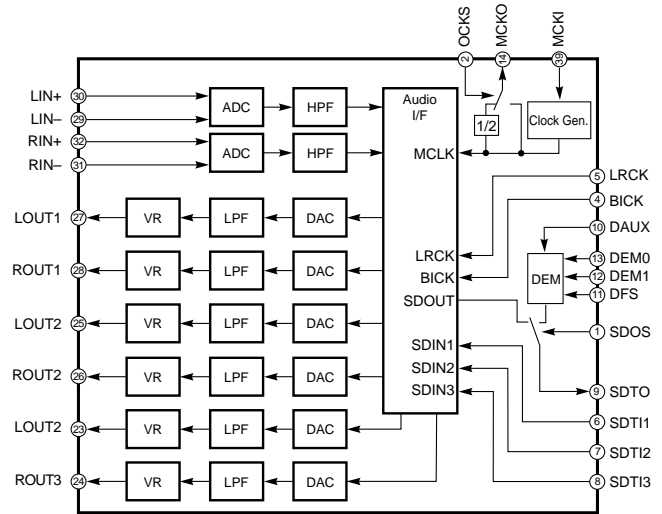 OCKS
MCKO
MCKI
2
14
39
LIN+ 30
LIN– 29
RIN+ 32
RIN– 31
ADC
HPF
ADC
HPF
Audio
I/F
1/2
Clock Gen.
MCLK
5 LRCK
4 BICK
10 DAUX
13 DEM0
12 DEM1
11 DFS
DEM
1 SDOS
9 SDTO
6 SDTI1
7 SDTI2
8 SDTI3
LRCK
BICK
SDOUT
SDIN1
SDIN2
SDIN3
LOUT1 27 VR LPF DAC
ROUT1 28 VR LPF DAC
LOUT2 25 VR LPF DAC
ROUT2 26 VR LPF DAC
LOUT2 23 VR LPF DAC
ROUT3 24 VR LPF DAC